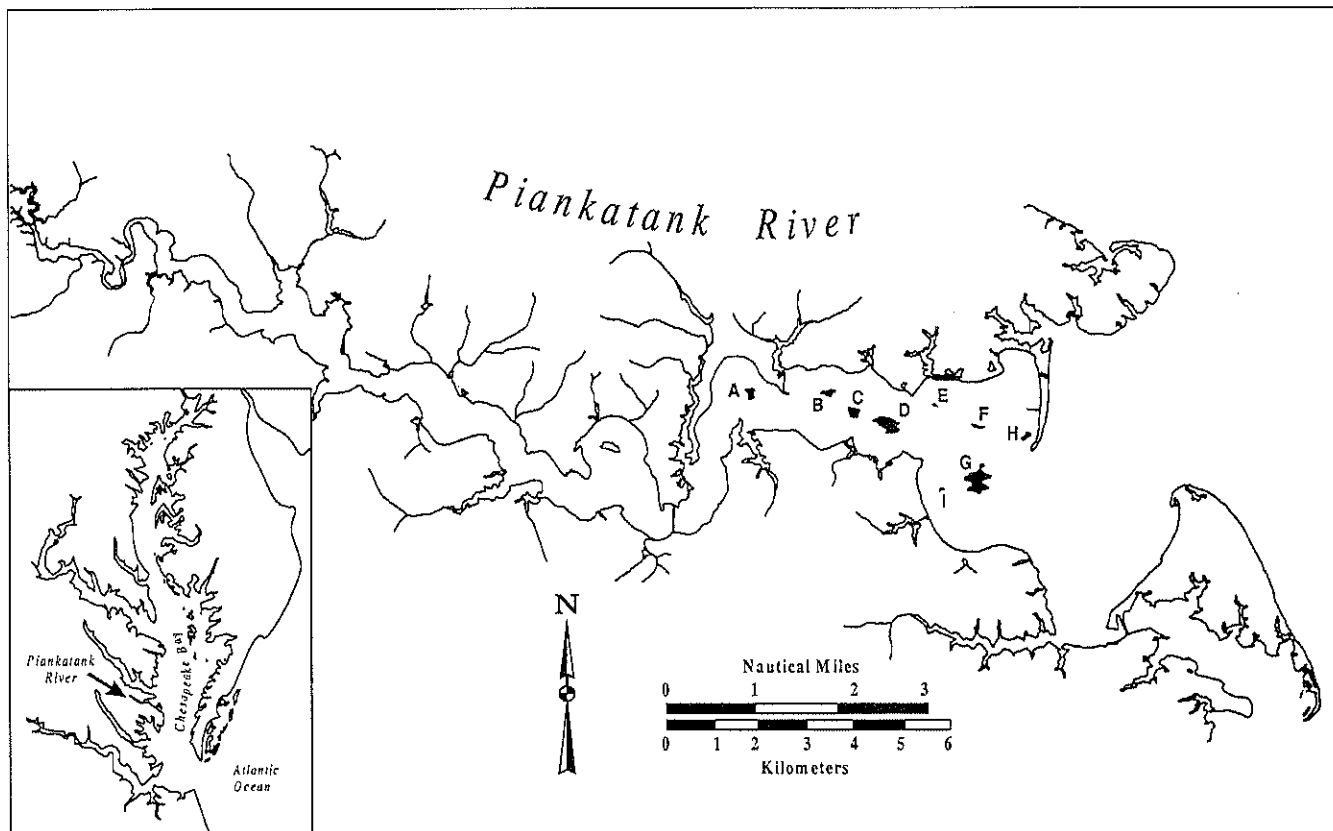 Piankatank River
A
B
C
D
E
F
H
G
I
N
Nautical Miles
0 1 2 3
0 1 2 3 4 5 6
Kilometers
Piankatank
River
Chesapeake Bay
Atlantic
Ocean